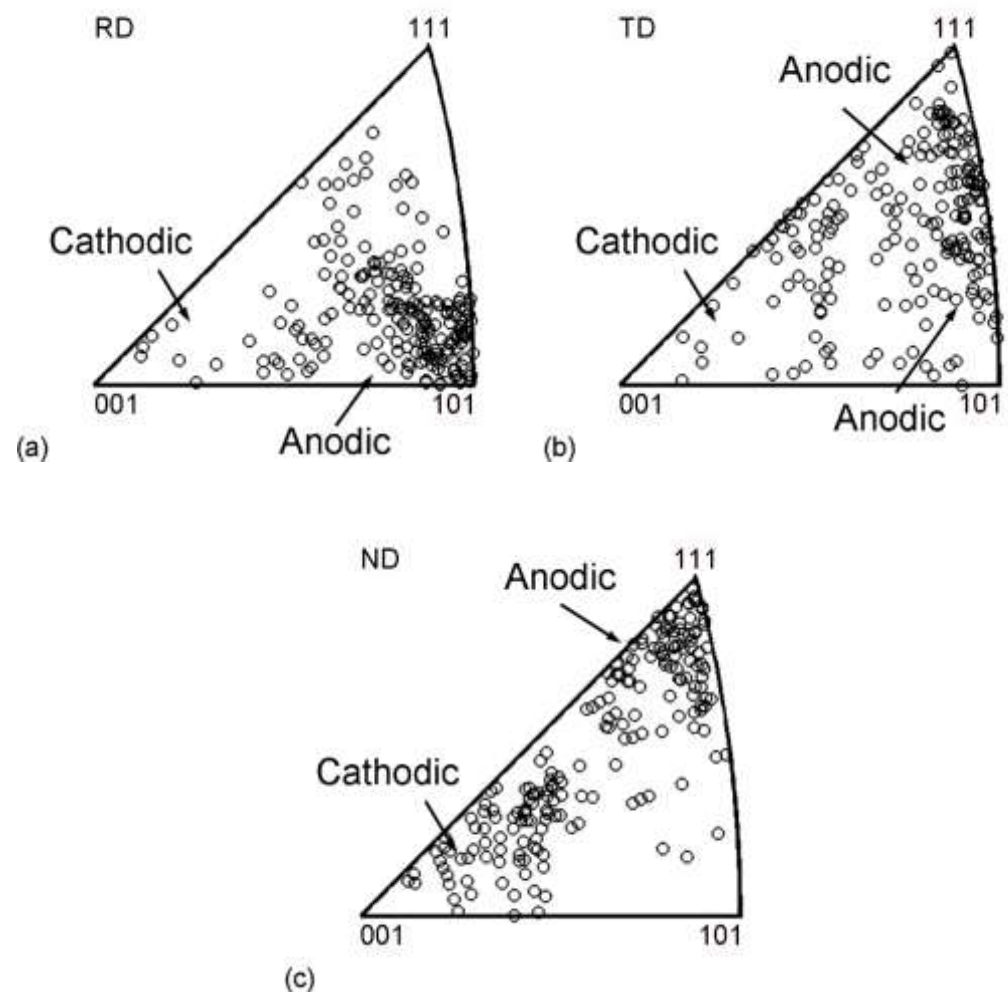 RD
111
Cathodic
001
101
Anodic
(a)
TD
111
Anodic
Cathodic
001
101
Anodic
(b)
ND
111
Anodic
Cathodic
001
101
(c)